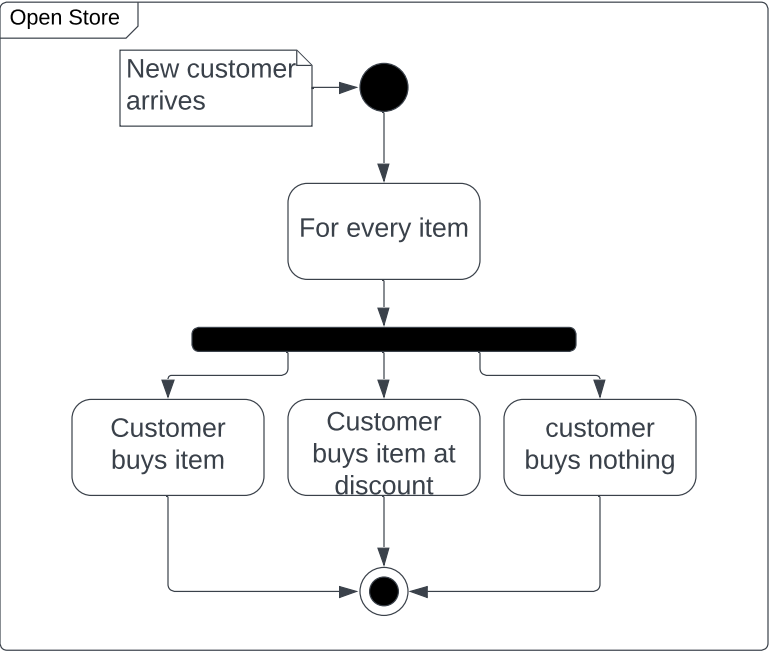 Open Store
New customer
arrives
For every item
Customer
buys item
Customer
buys item at
discount
customer
buys nothing